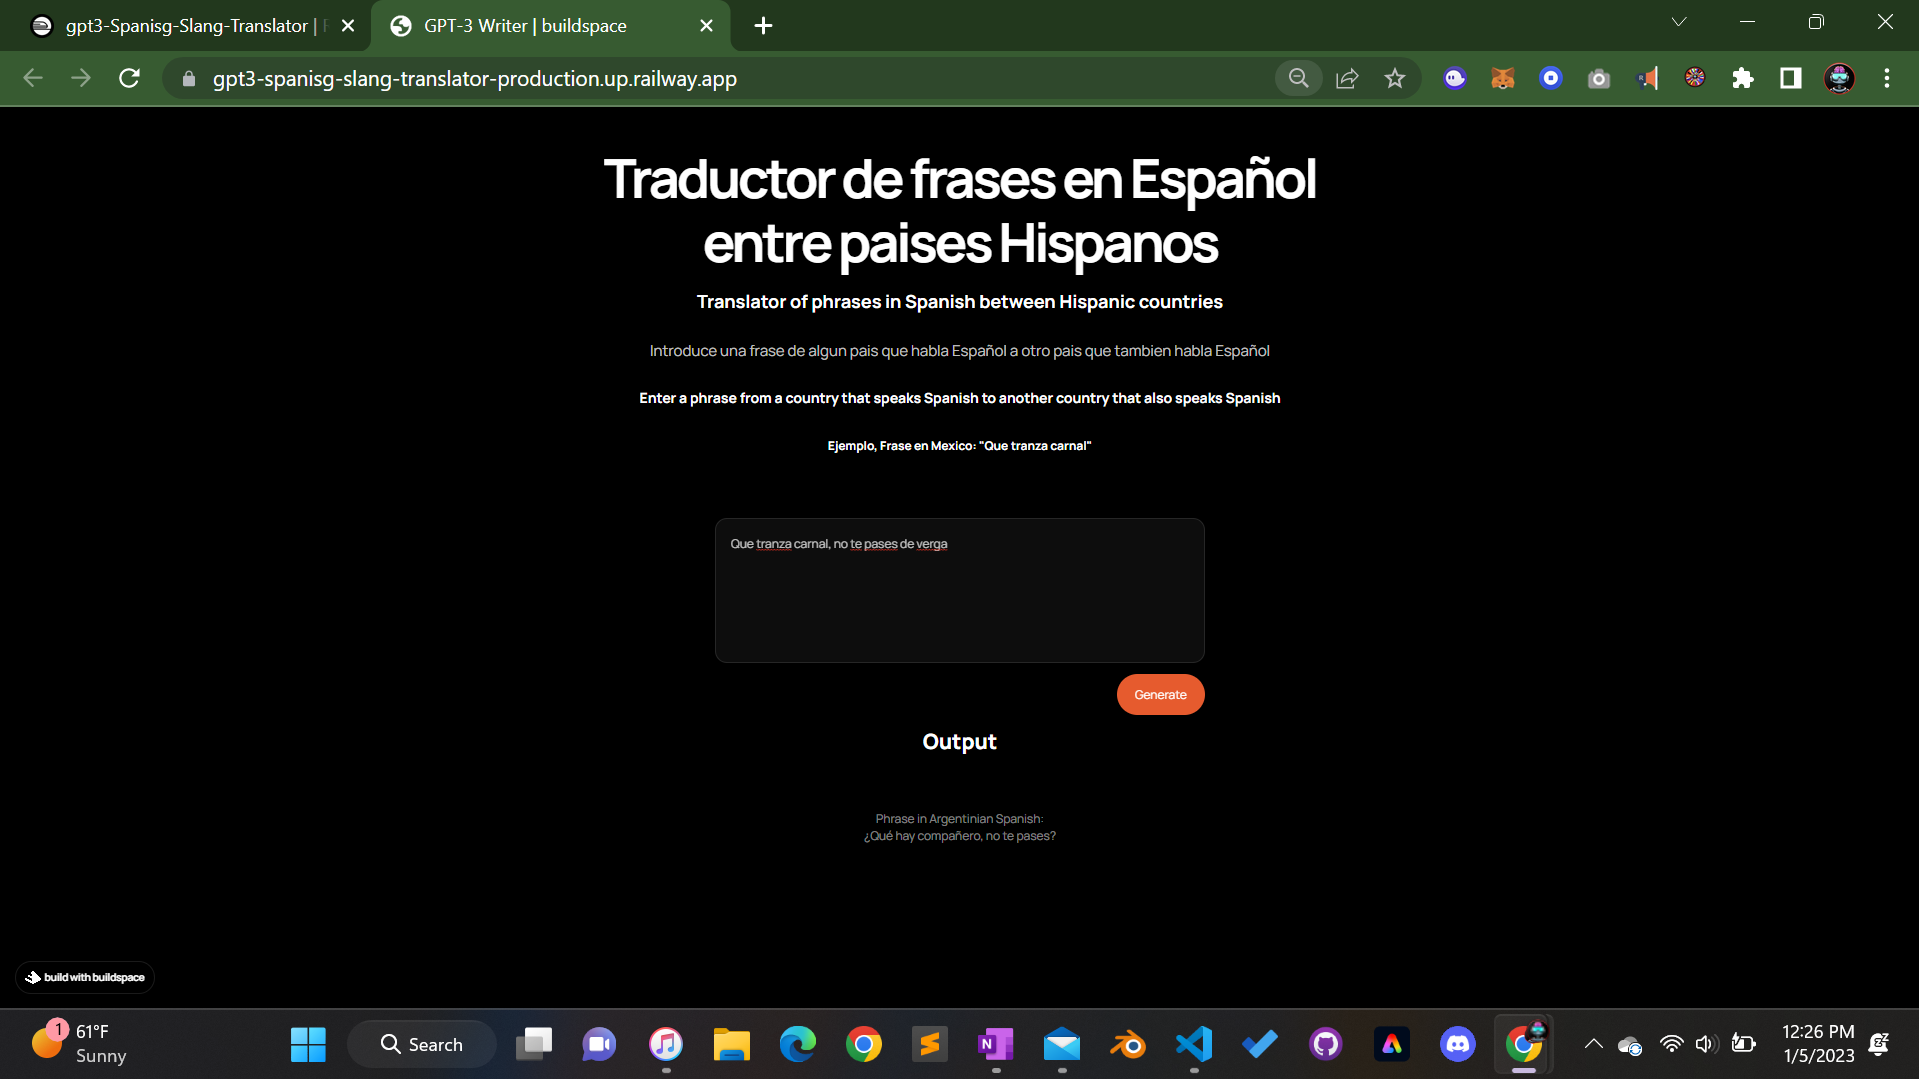 gpt3-Spanisg-Slang-Translator |
GPT-3 Writer | buildspace
gpt3-spanisg-slang-translator-production.up.railway.app
Traductor de frases en Español
entre paises Hispanos
Translator of phrases in Spanish between Hispanic countries
Introduce una frase de algun pais que habla Español a otro pais que tambien habla Español
Enter a phrase from a country that speaks Spanish to another country that also speaks Spanish
Ejemplo, Frase en Mexico: "Que tranza carnal"
Que tranza carnal, no te pases de verga
Generate
Output
Phrase in Argentinian Spanish:
¿Qué hay compañero, no te pases?
build with buildspace
1
61°F
Sunny
Search
12:26 PM
1/5/2023